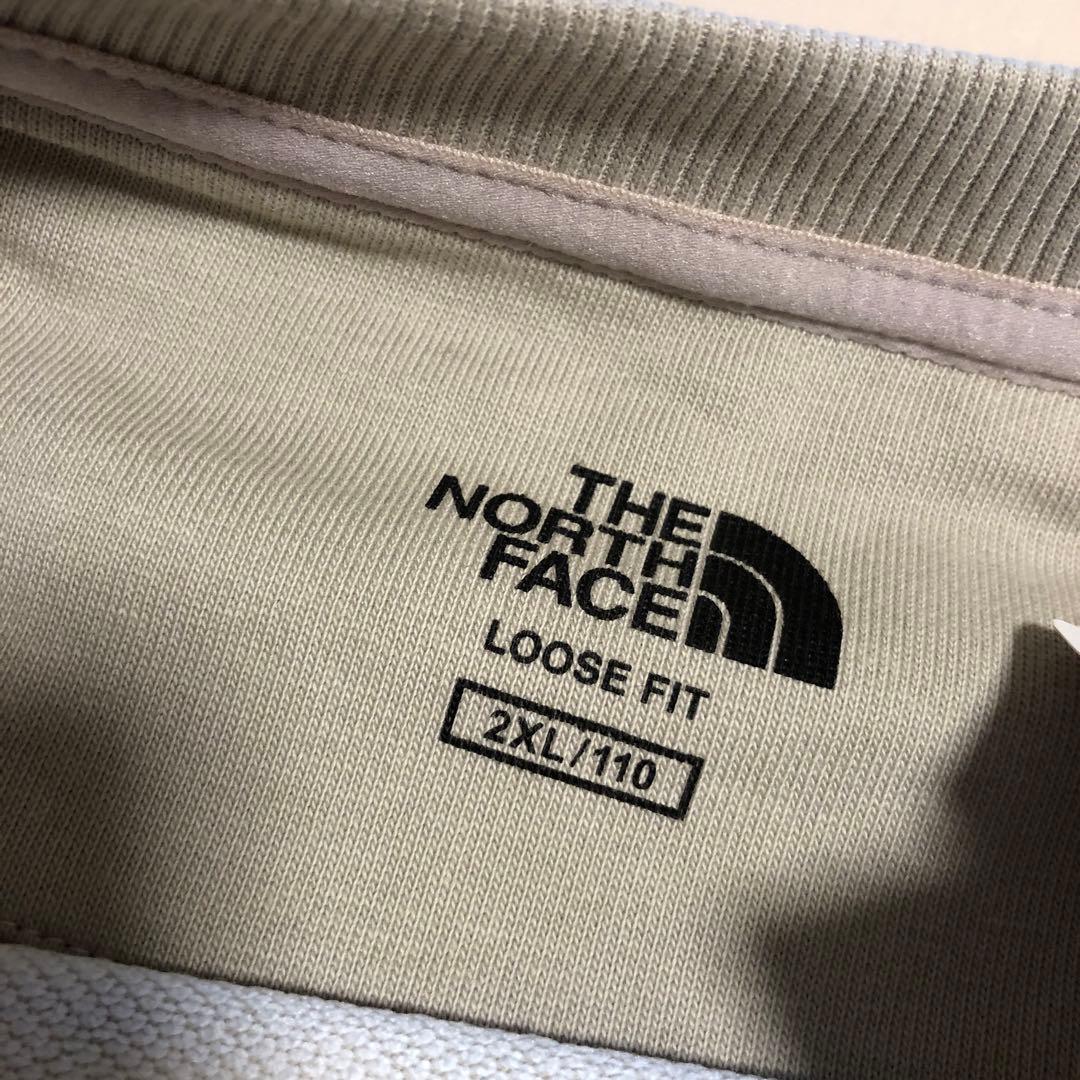 THE
NORTH
FACE
LOOSE FIT
2XL/110